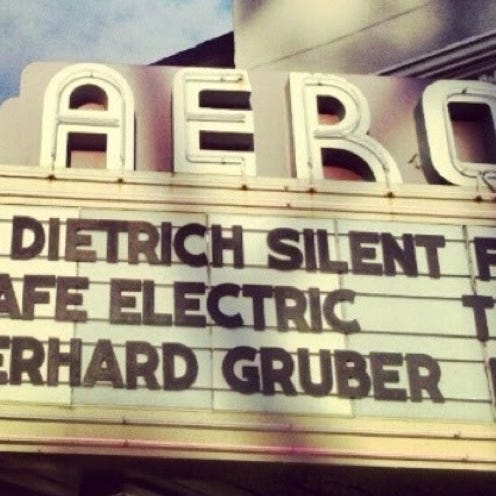 AERO
DIETRICH SILENT F
AFE ELECTRIC T
ERHARD GRUBER